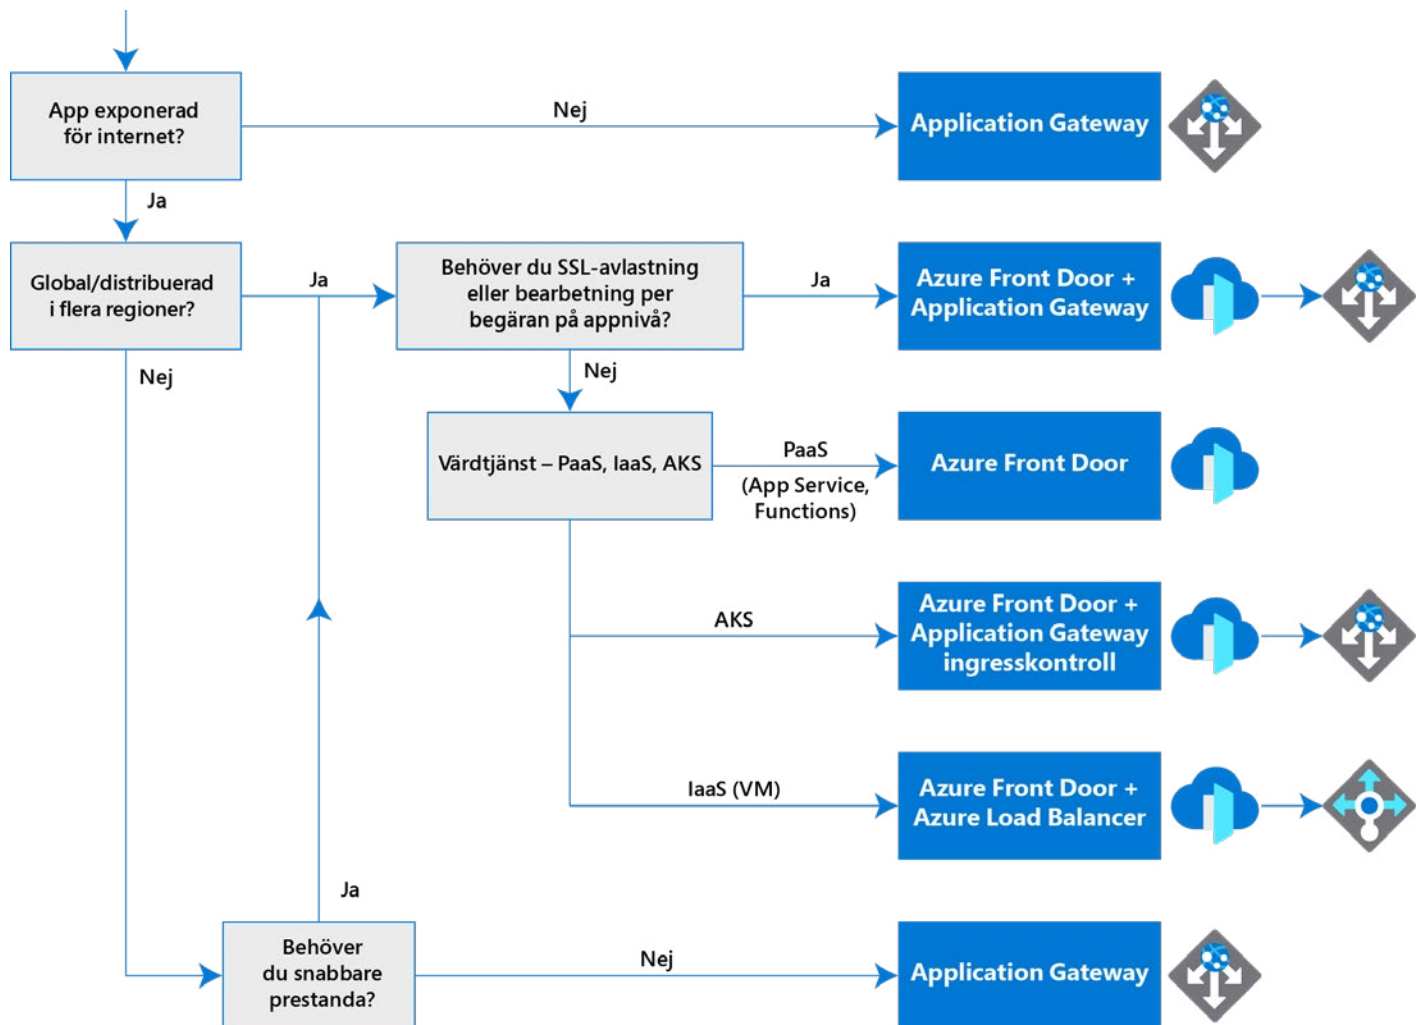 App exponerad
för internet?
Nej
Application Gateway
Ja
Global/distribuerad
i flera regioner?
Ja
Behöver du SSL-avlastning
eller bearbetning per
begäran på appnivå?
Ja
Azure Front Door +
Application Gateway
Nej
Nej
Värdtjänst – PaaS, IaaS, AKS
PaaS
(App Service,
Functions)
Azure Front Door
AKS
Azure Front Door +
Application Gateway
ingresskontroll
IaaS (VM)
Azure Front Door +
Azure Load Balancer
Ja
Behöver
du snabbare
prestanda?
Nej
Application Gateway